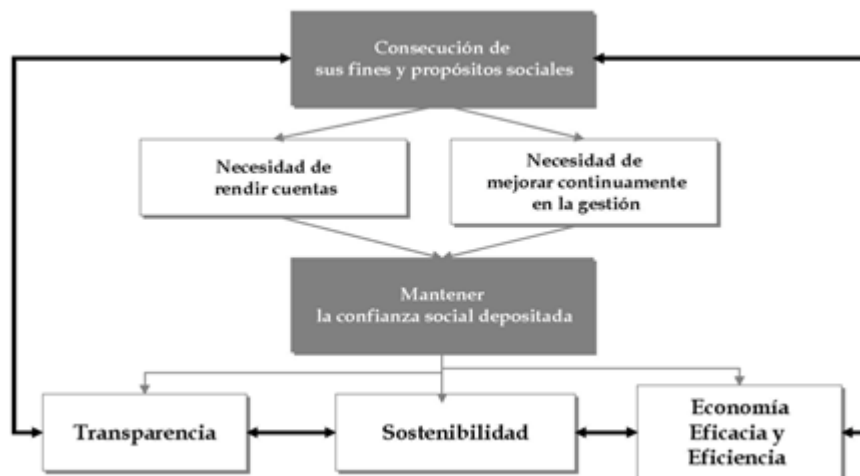 Consecución de
sus fines y propósitos sociales
Necesidad de
rendir cuentas
Necesidad de
mejorar continuamente
en la gestión
Mantener
la confianza social depositada
Transparencia
Sostenibilidad
Economía
Eficacia y
Eficiencia